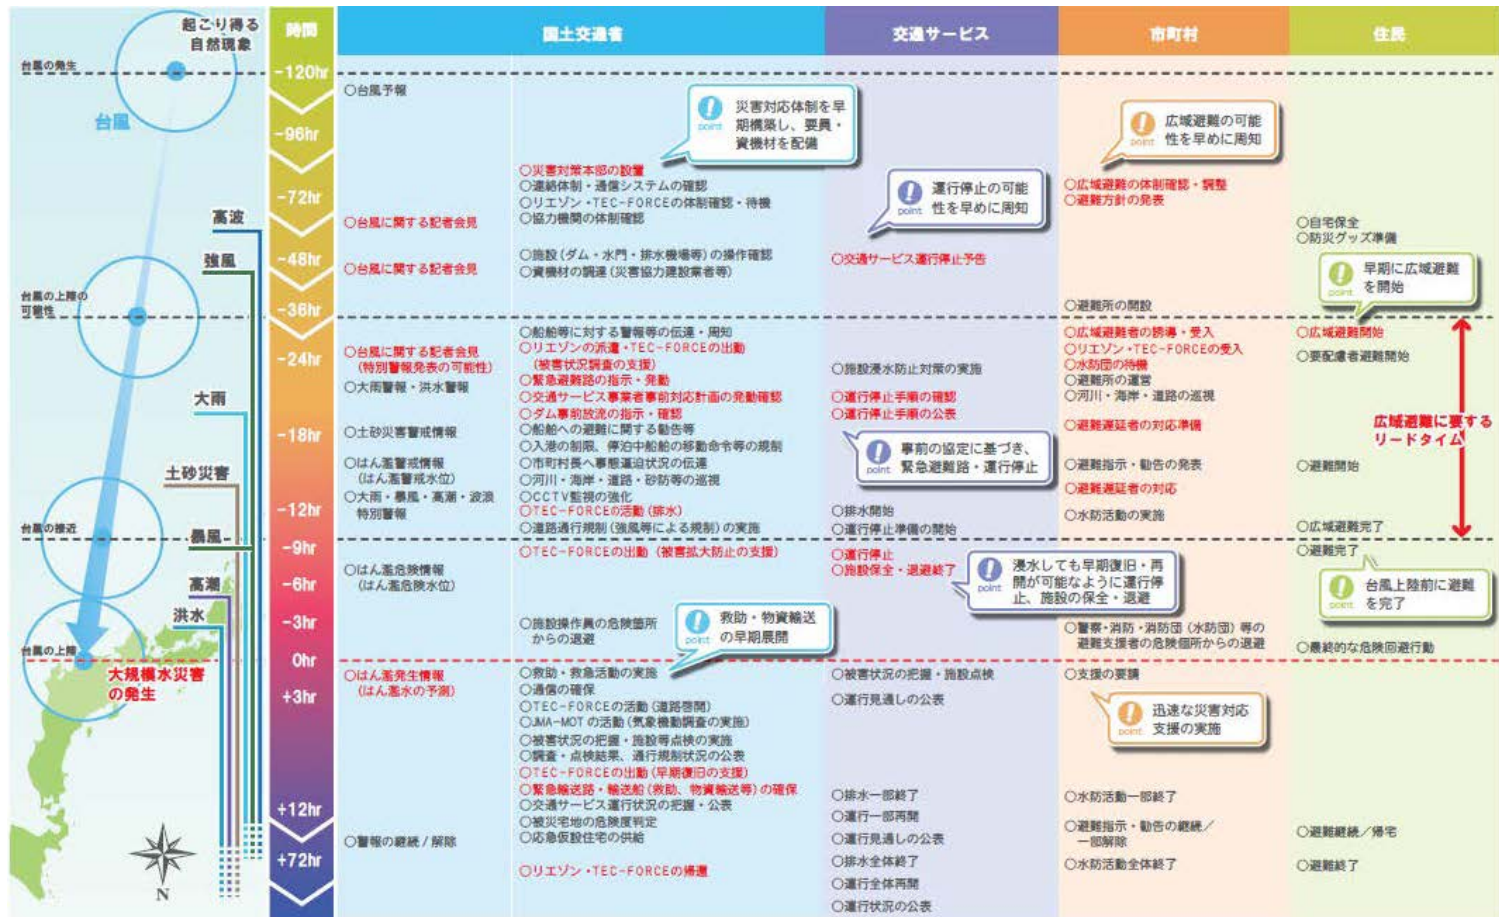 起こり得る
自然現象
時間
国土交通省
交通サービス
市町村
住民
台風の発生
台風
高波
強風
台風の上陸の
可能性
大雨
土砂災害
台風の接近
暴風
高潮
洪水
台風の上陸
大規模水災害
の発生
N
-120hr
-96hr
-72hr
-48hr
-36hr
-24hr
-18hr
-12hr
-9hr
-6hr
-3hr
0hr
+3hr
+12hr
+72hr
○台風予報
○台風に関する記者会見
○台風に関する記者会見
○台風に関する記者会見
(特別警報発表の可能性)
○大雨警報・洪水警報
○土砂災害警戒情報
○はん濫警戒情報
(はん濫警戒水位)
○大雨・暴風・高潮・波浪
特別警報
○はん濫危険情報
(はん濫危険水位)
○はん濫発生情報
(はん濫水の予測)
○警報の継続/解除
point
災害対応体制を早
期構築し、要員・
資機材を配備
○災害対策本部の設置
○連絡体制・通信システムの確認
○リエゾン・TEC-FORCEの体制確認・待機
○協力機関の体制確認
○施設(ダム・水門・排水機場等)の操作確認
○資機材の調達(災害協力建設業者等)
○船舶等に対する警報等の伝達・周知
○リエゾンの派遣・TEC-FORCEの出動
(被害状況調査の支援)
○緊急避難路の指示・発動
○交通サービス事業者事前対応計画の発動確認
○ダム事前放流の指示・確認
○船舶への避難に関する勧告等
○入港の制限、停泊中船舶の移動命令等の規制
○市町村長へ事態逼迫状況の伝達
○河川・海岸・道路・砂防等の巡視
○CCTV監視の強化
○TEC-FORCEの活動(排水)
○道路通行規制(強風等による規制)の実施
○TEC-FORCEの出動 (被害拡大防止の支援)
○施設操作員の危険箇所
からの退避
point
救助・物資輸送
の早期展開
○救助・救急活動の実施
○通信の確保
○TEC-FORCEの活動(道路啓開)
○JMA-MOT の活動(気象機動調査の実施)
○被害状況の把握・施設等点検の実施
○調査・点検結果、通行規制状況の公表
○TEC-FORCEの出動(早期復旧の支援)
○緊急輸送路・輸送船(救助、物資輸送等)の確保
○交通サービス運行状況の把握・公表
○被災宅地の危険度判定
○応急仮設住宅の供給
○リエゾン・TEC-FORCEの帰還
point
運行停止の可能
性を早めに周知
○交通サービス運行停止予告
○施設浸水防止対策の実施
○運行停止手順の確認
○運行停止手順の公表
point
事前の協定に基づき、
緊急避難路・運行停止
○排水開始
○運行停止準備の開始
○運行停止
○施設保全・退避終了
point
浸水しても早期復旧・再
開が可能なように運行停
止、施設の保全・退避
○被害状況の把握・施設点検
○運行見通しの公表
○排水一部終了
○運行一部再開
○運行見通しの公表
○排水全体終了
○運行全体再開
○運行状況の公表
point
広域避難の可能
性を早めに周知
○広域避難の体制確認・調整
○避難方針の発表
○避難所の開設
○広域避難者の誘導・受入
○リエゾン・TEC-FORCEの受入
○水防団の待機
○避難所の運営
○河川・海岸・道路の巡視
○避難遅延者の対応準備
○避難指示・勧告の発表
○避難遅延者の対応
○水防活動の実施
○警察・消防・消防団(水防団)等の
避難支援者の危険個所からの退避
○支援の要請
point
迅速な災害対応
支援の実施
○水防活動一部終了
○避難指示・勧告の継続/
一部解除
○水防活動全体終了
○自宅保全
○防災グッズ準備
point
早期に広域避難
を開始
○広域避難開始
○要配慮者避難開始
広域避難に要する
リードタイム
○避難開始
○広域避難完了
○避難完了
point
台風上陸前に避難
を完了
○最終的な危険回避行動
○避難継続/帰宅
○避難終了